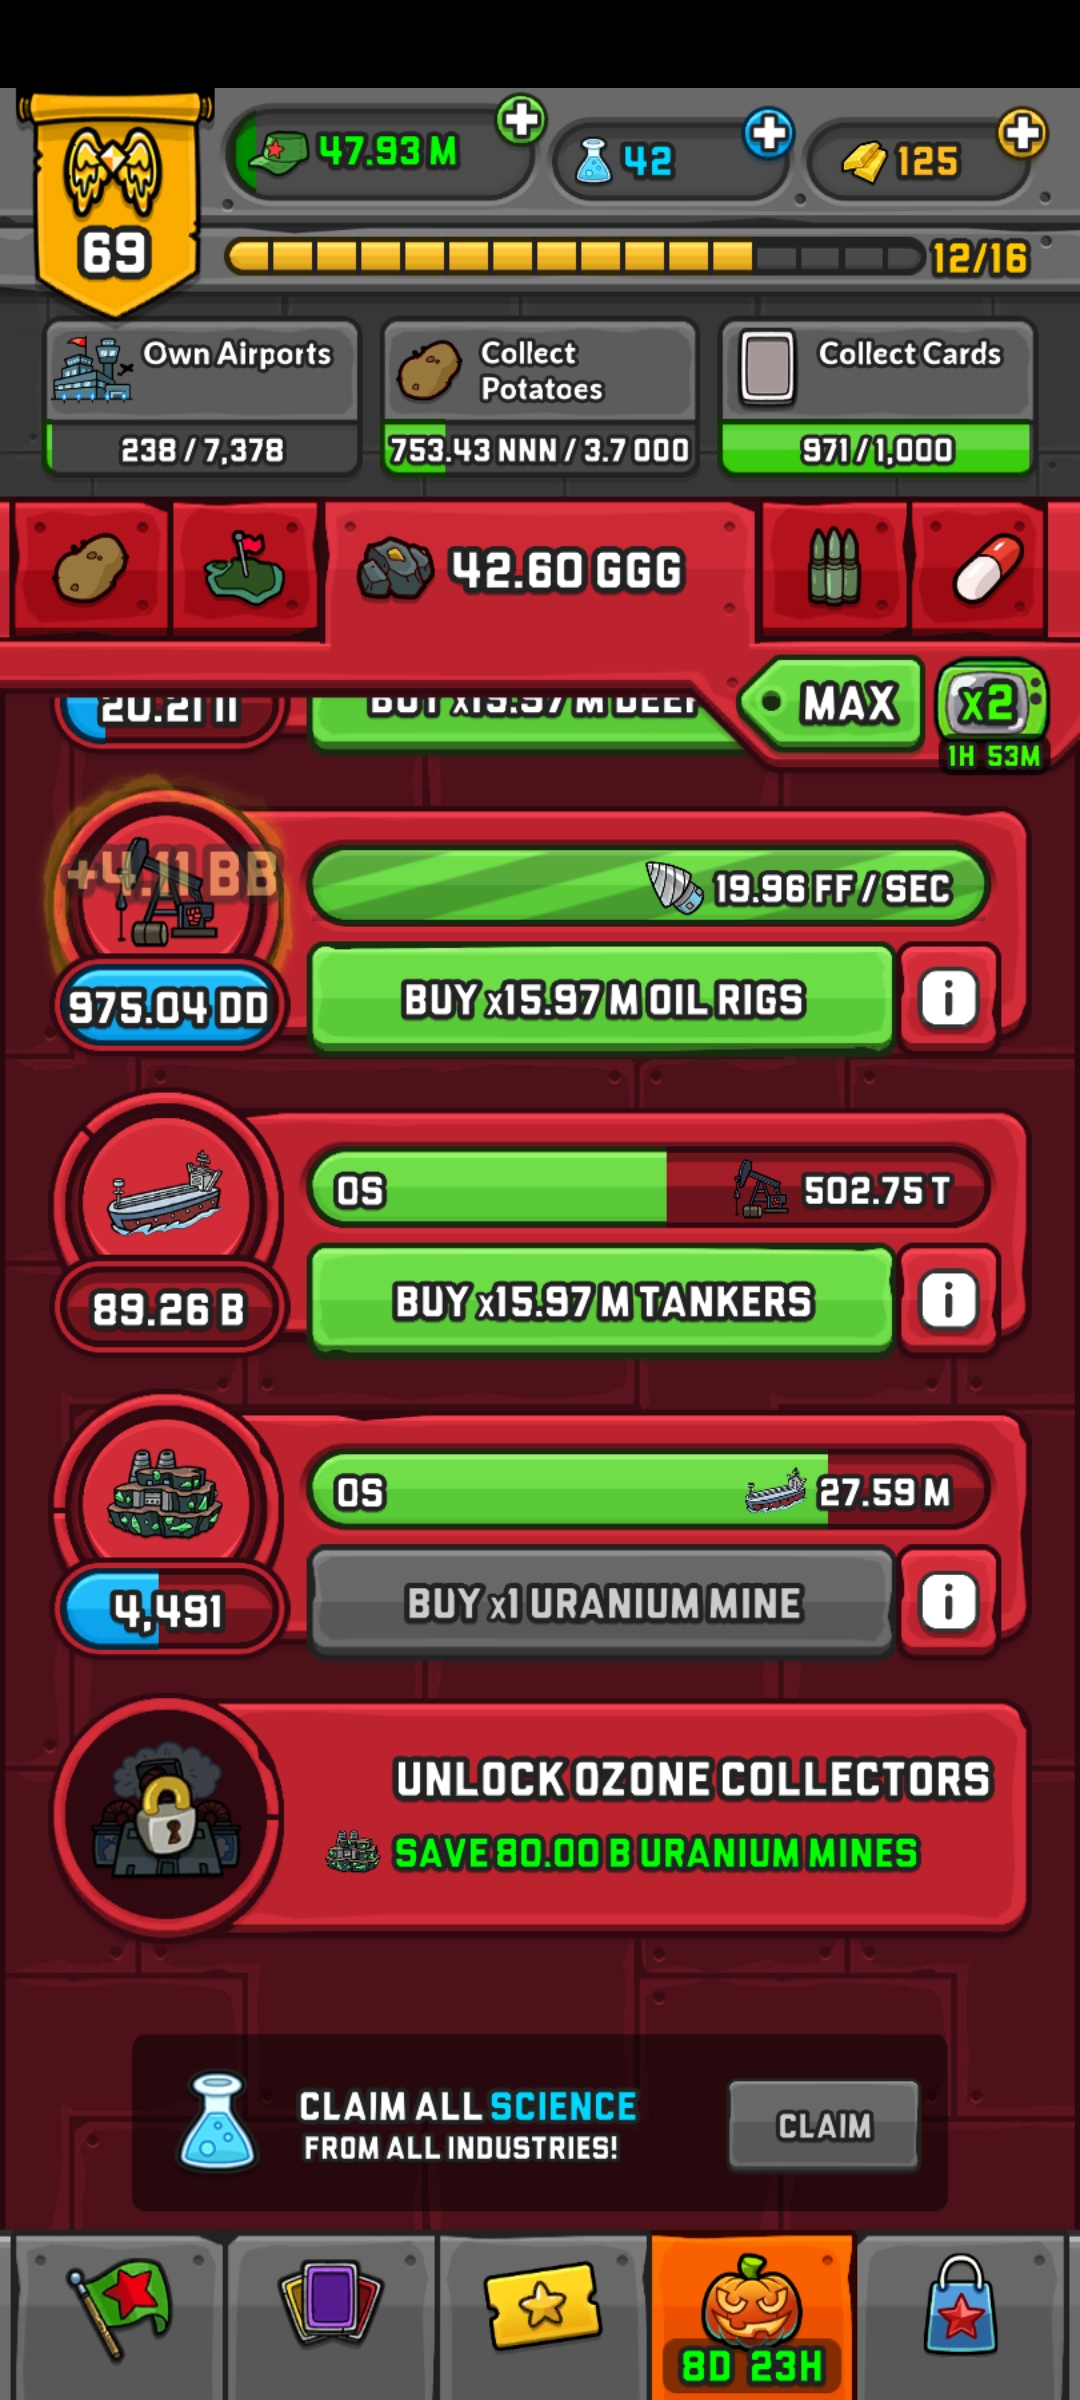 47.93 M
42
125
69
12/16
Own Airports
Collect
Potatoes
Collect Cards
238 / 7,378
753.43 NNN / 3.7 OOO
971 / 1,000
42.60 GGG
MAX
x2
1H 53M
BUY x15.97 M
+4.11 BB
19.96 FF / SEC
975.04 DD
BUY x15.97 M OIL RIGS
i
0S
502.75 T
89.26 B
BUY x15.97 M TANKERS
i
0S
27.59 M
4,491
BUY x1 URANIUM MINE
i
UNLOCK OZONE COLLECTORS
SAVE 80.00 B URANIUM MINES
CLAIM ALL SCIENCE
FROM ALL INDUSTRIES!
CLAIM
8D 23H